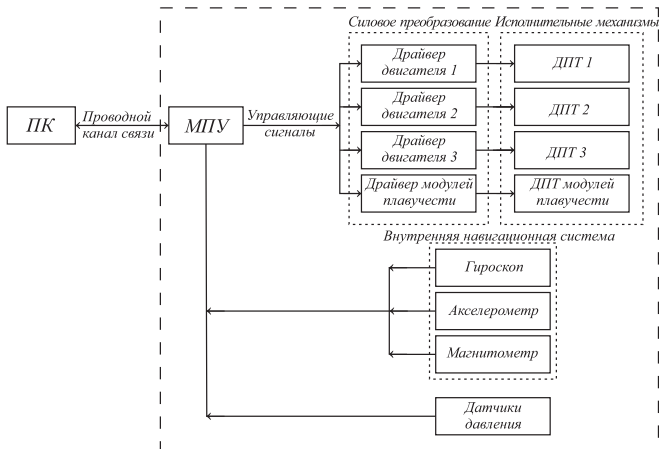 Силовое преобразование
Исполнительные механизмы
Драйвер
двигателя 1
ДПТ 1
Драйвер
двигателя 2
ДПТ 2
ПК
Проводной
канал связи
МПУ
Управляющие
сигналы
Драйвер
двигателя 3
ДПТ 3
Драйвер модулей
плавучести
ДПТ модулей
плавучести
Внутренняя навигационная система
Гироскоп
Акселерометр
Магнитометр
Датчики
давления